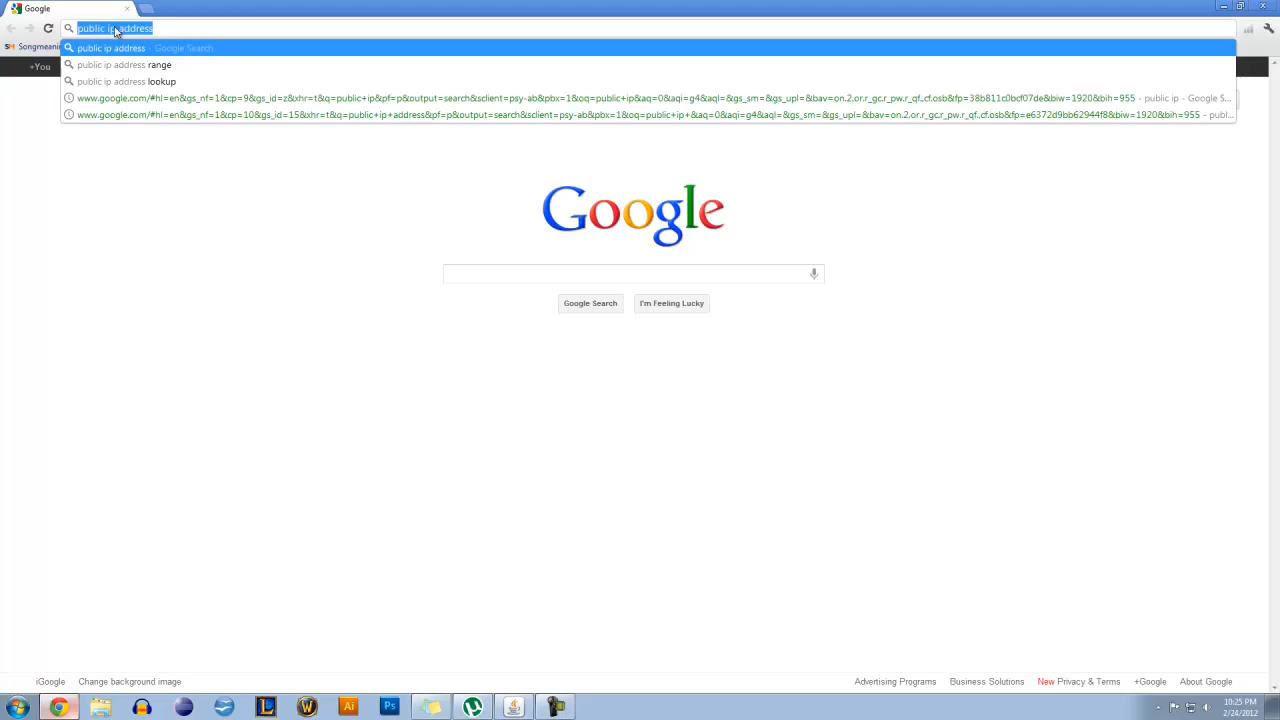 Google
public ip address
SM Songmeanin
public ip address - Google Search
public ip address range
public ip address lookup
www.google.com/#hl=en&gs_nf=1&cp=9&gs_id=z&xhr=t&q=public+ip&pf=p&output=search&sclient=psy-ab&pbx=1&oq=public+ip&aq=0&aqi=g4&aql=&gs_sm=&gs_upl=&bav=on.2,or.r_gc.r_pw.r_qf.,cf.osb&fp=38b811c0bcf07de&biw=1920&bih=955 - public ip - Google S...
www.google.com/#hl=en&gs_nf=1&cp=10&gs_id=15&xhr=t&q=public+ip+address&pf=p&output=search&sclient=psy-ab&pbx=1&oq=public+ip+&aq=0&aqi=g4&aql=&gs_sm=&gs_upl=&bav=on.2,or.r_gc.r_pw.r_qf.,cf.osb&fp=e6372d9bb62944f8&biw=1920&bih=955 - publ...
+You
Google
Google Search
I'm Feeling Lucky
iGoogle Change background image Advertising Programs Business Solutions New Privacy & Terms +Google About Google
L W Ai Ps
10:25 PM
2/24/2012